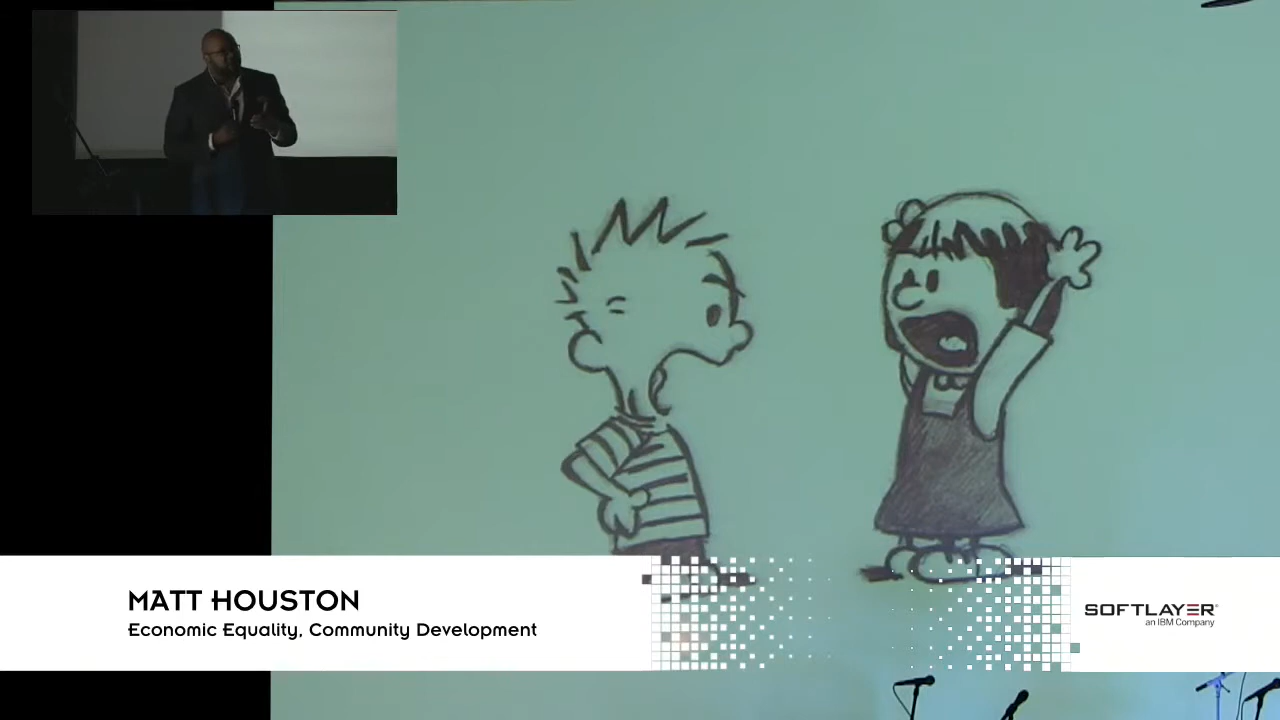 MATT HOUSTON
Economic Equality, Community Development
SOFTLAYER
an IBM Company